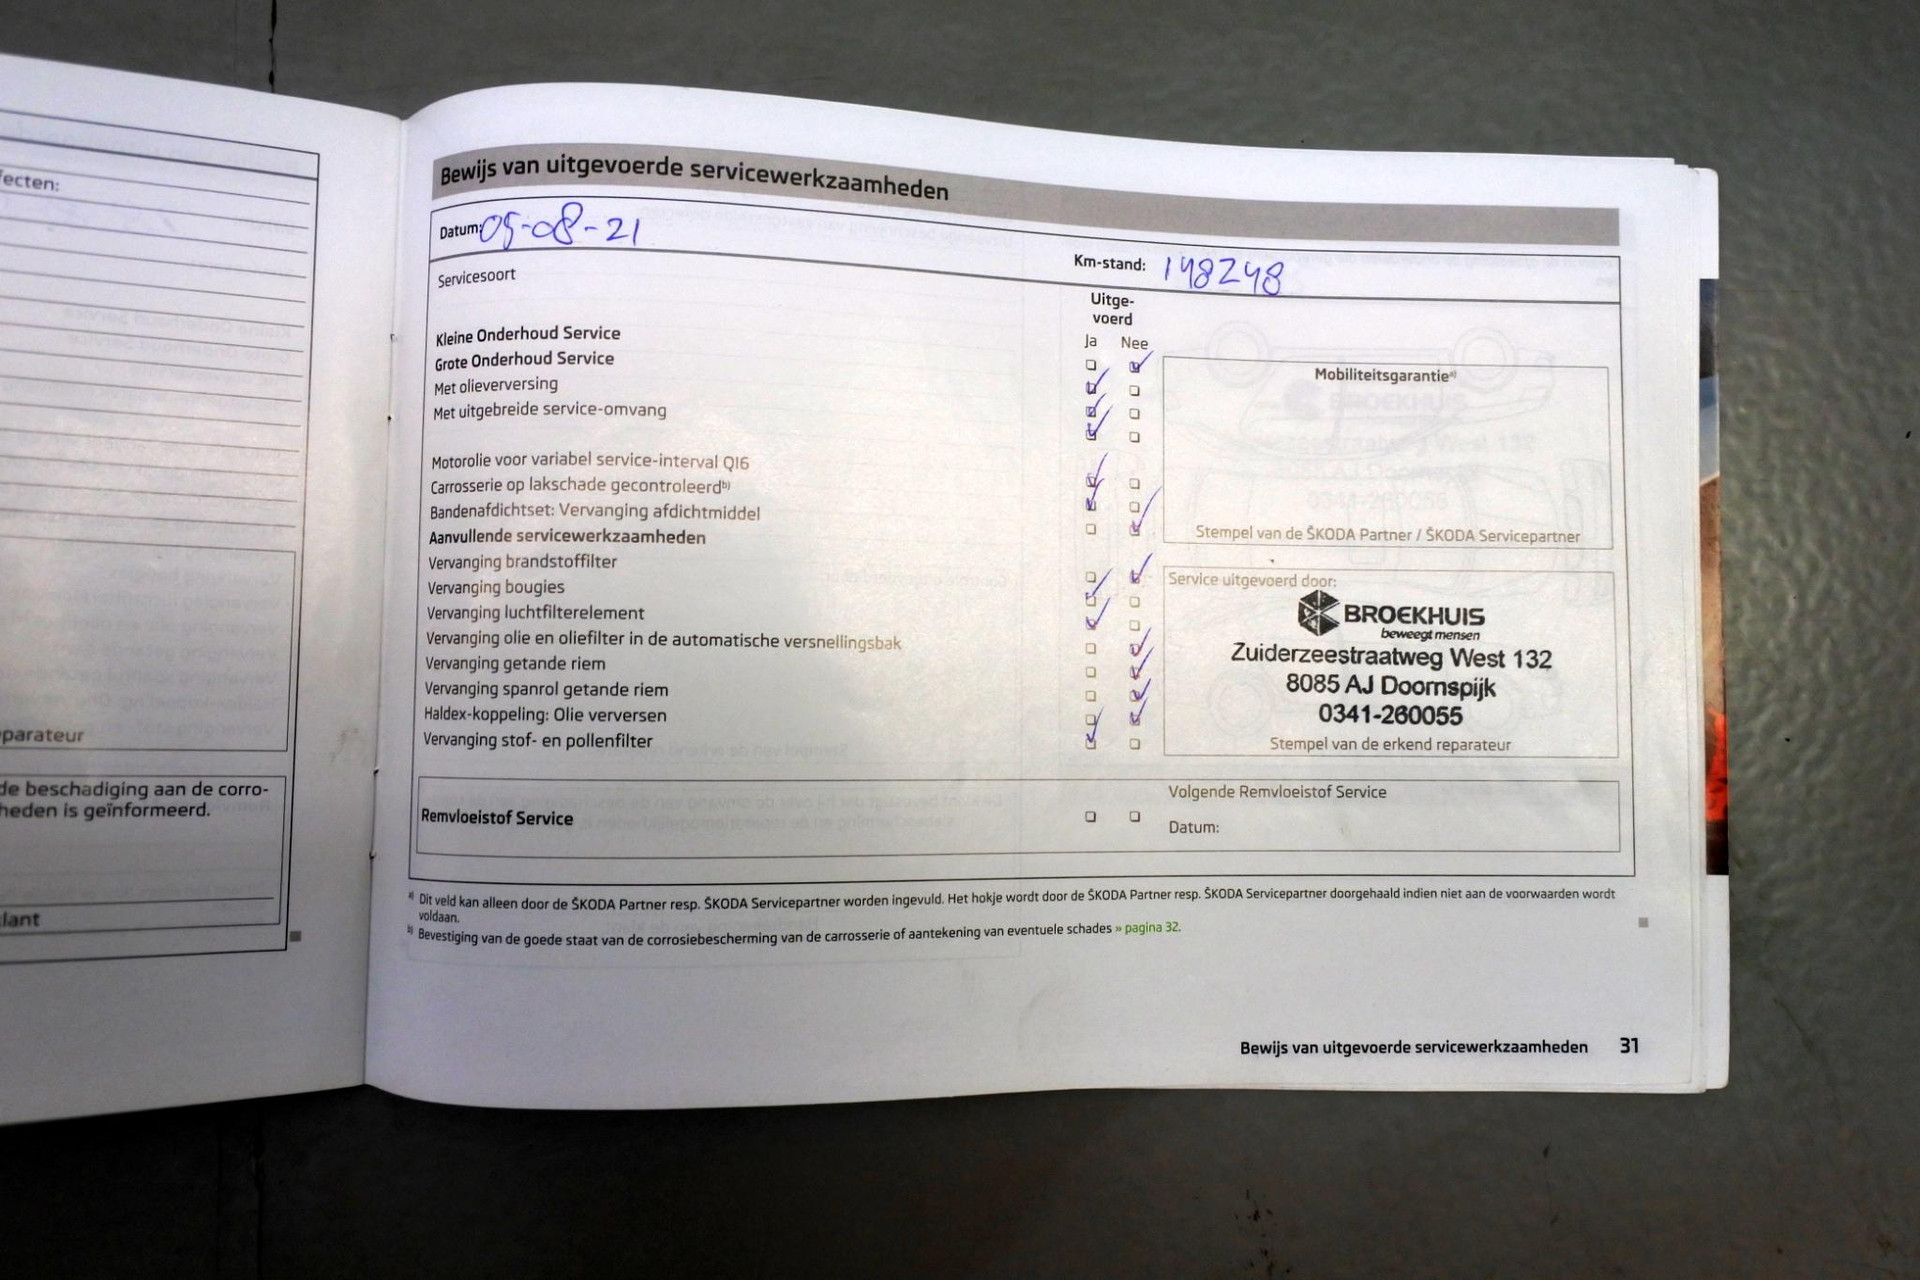 fecten:
parateur
de beschadiging aan de corro-
heden is geïnformeerd.
lant
Bewijs van uitgevoerde servicewerkzaamheden
Datum: 05-08-21
Km-stand: 148248
Servicesoort
Uitge-
voerd
Ja Nee
Kleine Onderhoud Service
Grote Onderhoud Service
Met olieverversing
Met uitgebreide service-omvang
Motorolie voor variabel service-interval QI6
Carrosserie op lakschade gecontroleerd b)
Bandenafdichtset: Vervanging afdichtmiddel
Aanvullende servicewerkzaamheden
Vervanging brandstoffilter
Vervanging bougies
Vervanging luchtfilterelement
Vervanging olie en oliefilter in de automatische versnellingsbak
Vervanging getande riem
Vervanging spanrol getande riem
Haldex-koppeling: Olie verversen
Vervanging stof- en pollenfilter
Mobiliteitsgarantie a)
Stempel van de ŠKODA Partner / ŠKODA Servicepartner
Service uitgevoerd door:
BROEKHUIS
beweegt mensen
Zuiderzeestraatweg West 132
8085 AJ Doornspijk
0341-260055
Stempel van de erkend reparateur
Remvloeistof Service
Volgende Remvloeistof Service
Datum:
a) Dit veld kan alleen door de ŠKODA Partner resp. ŠKODA Servicepartner worden ingevuld. Het hokje wordt door de ŠKODA Partner resp. ŠKODA Servicepartner doorgehaald indien niet aan de voorwaarden wordt
voldaan.
b) Bevestiging van de goede staat van de corrosiebescherming van de carrosserie of aantekening van eventuele schades » pagina 32.
Bewijs van uitgevoerde servicewerkzaamheden 31